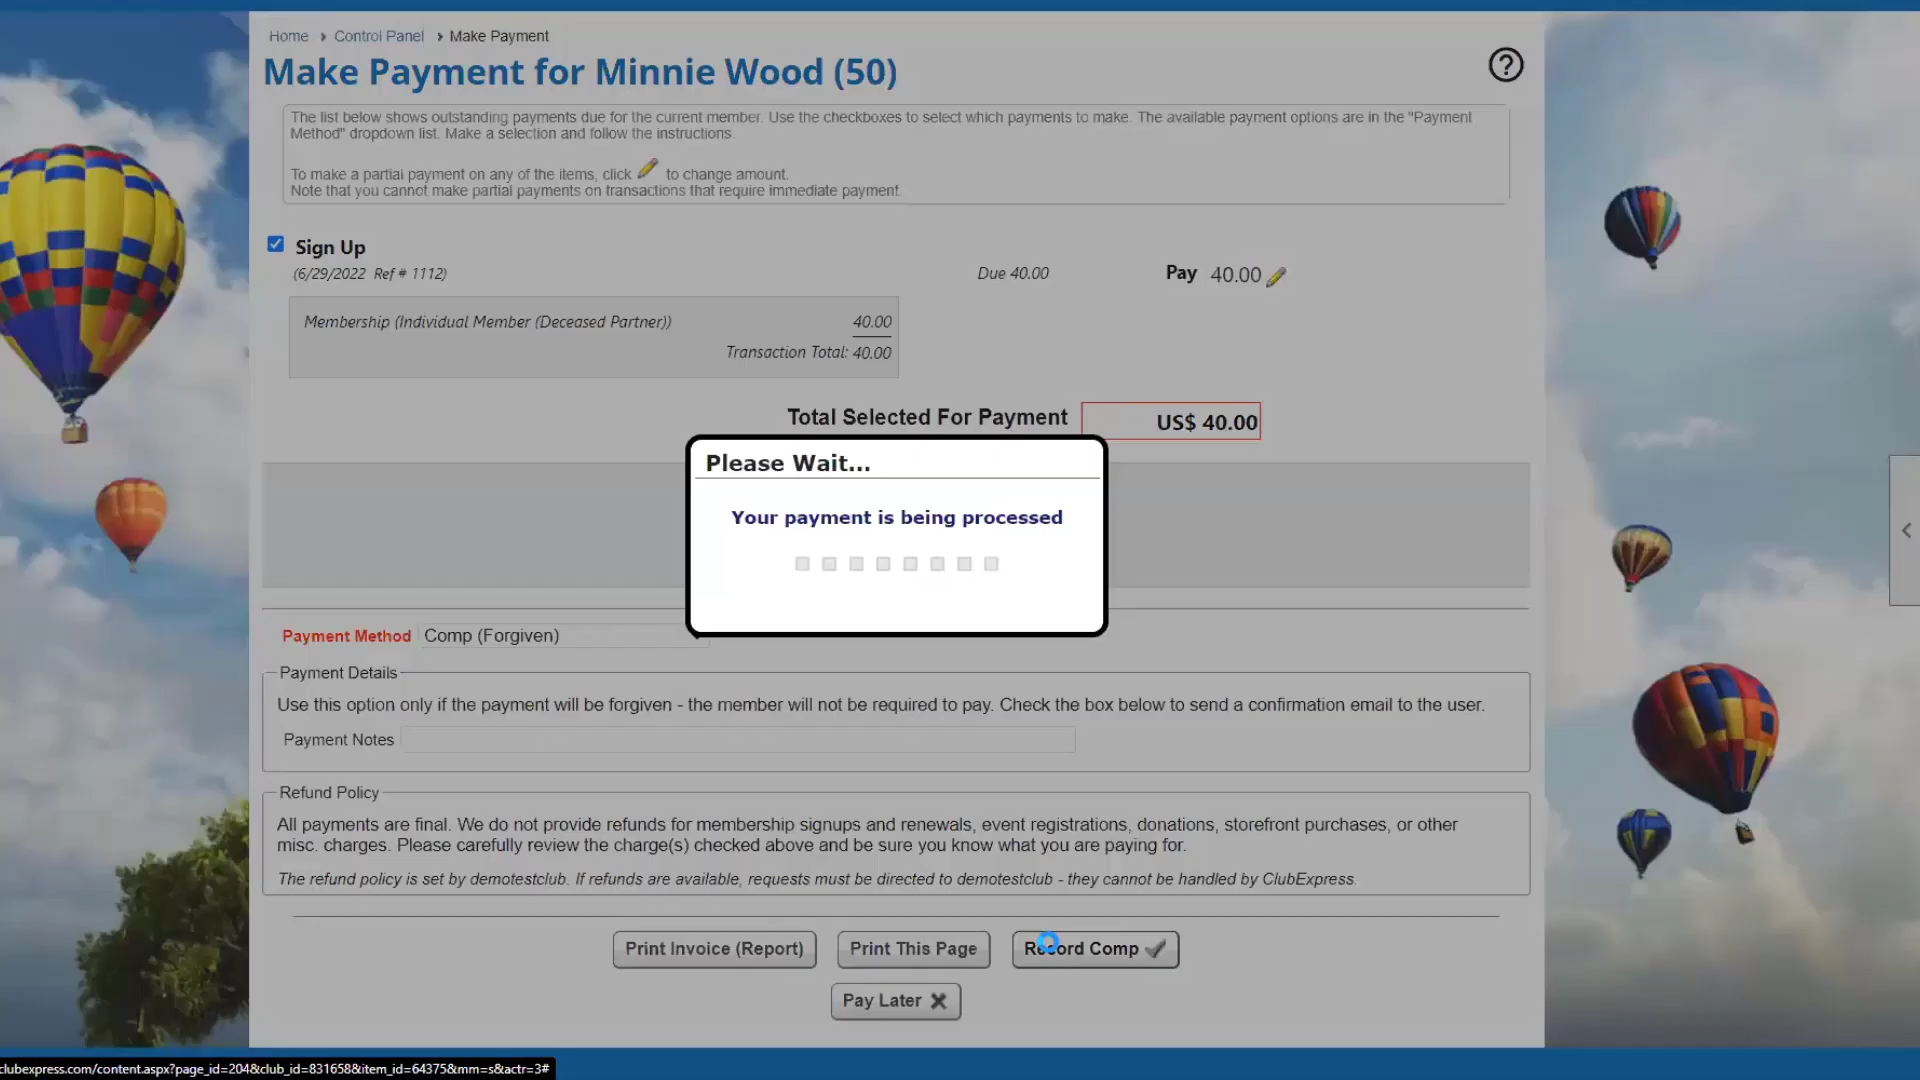 Home › Control Panel › Make Payment
Make Payment for Minnie Wood (50)
The list below shows outstanding payments due for the current member. Use the checkboxes to select which payments to make. The available payment options are in the "Payment
Method" dropdown list. Make a selection and follow the instructions.
To make a partial payment on any of the items, click to change amount.
Note that you cannot make partial payments on transactions that require immediate payment.
Sign Up
(6/29/2022 Ref # 1112) Due 40.00 Pay 40.00
Membership (Individual Member (Deceased Partner)) 40.00
Transaction Total: 40.00
Total Selected For Payment US$ 40.00
Please Wait...
Your payment is being processed
Payment Method Comp (Forgiven)
Payment Details
Use this option only if the payment will be forgiven - the member will not be required to pay. Check the box below to send a confirmation email to the user.
Payment Notes
Refund Policy
All payments are final. We do not provide refunds for membership signups and renewals, event registrations, donations, storefront purchases, or other
misc. charges. Please carefully review the charge(s) checked above and be sure you know what you are paying for.
The refund policy is set by demotestclub. If refunds are available, requests must be directed to demotestclub - they cannot be handled by ClubExpress.
Print Invoice (Report) Print This Page Record Comp
Pay Later
clubexpress.com/content.aspx?page_id=204&club_id=831658&item_id=64375&mm=s&actr=3#